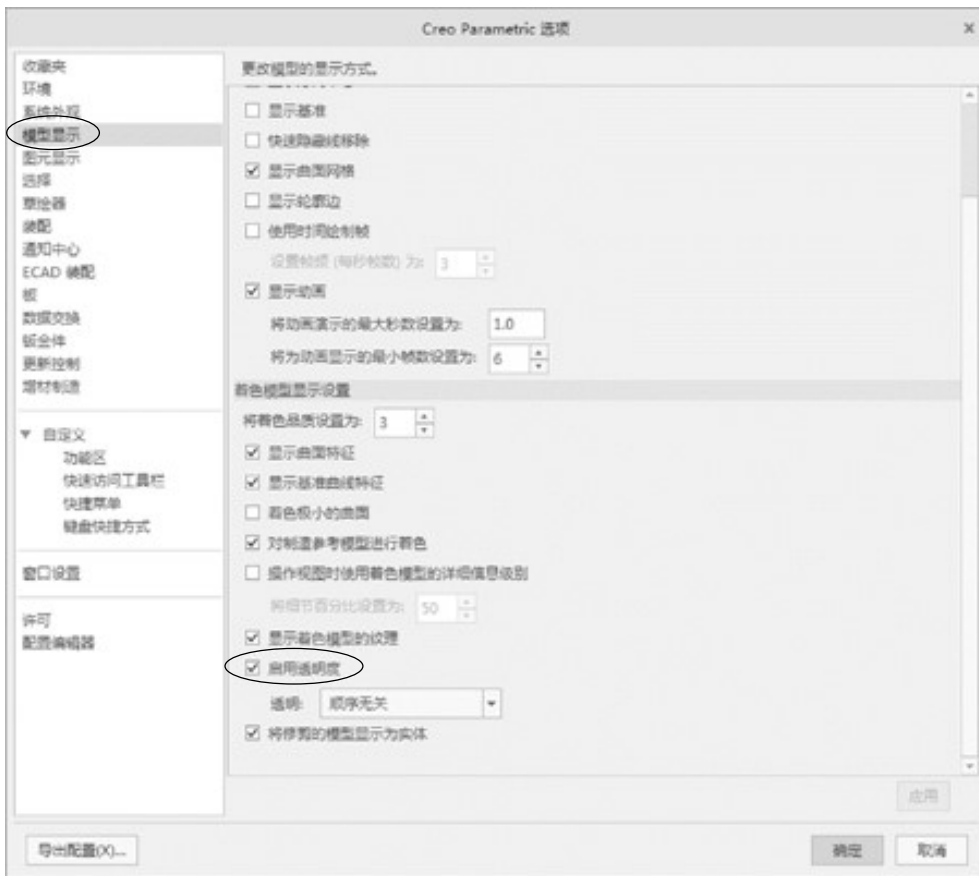 Creo Parametric 选项
收藏夹
环境
系统外观
模型显示
图元显示
选择
草绘器
装配
通知中心
ECAD 装配
板
数据交换
钣金件
更新控制
增材制造
自定义
功能区
快速访问工具栏
快捷菜单
键盘快捷方式
窗口设置
许可
配置编辑器
更改模型的显示方式。
显示基准
快速隐藏线移除
显示曲面网格
显示轮廓边
使用时间绘制帧
设置帧频 (每秒帧数) 为: 3
显示动画
将动画演示的最大秒数设置为: 1.0
将为动画显示的最小帧数设置为: 6
着色模型显示设置
将着色品质设置为: 3
显示曲面特征
显示基准曲线特征
着色极小的曲面
对制造参考模型进行着色
操作视图时使用着色模型的详细信息级别
将细节百分比设置为: 50
显示着色模型的纹理
启用透明度
透明: 顺序无关
将修剪的模型显示为实体
应用
导出配置(X)...
确定
取消